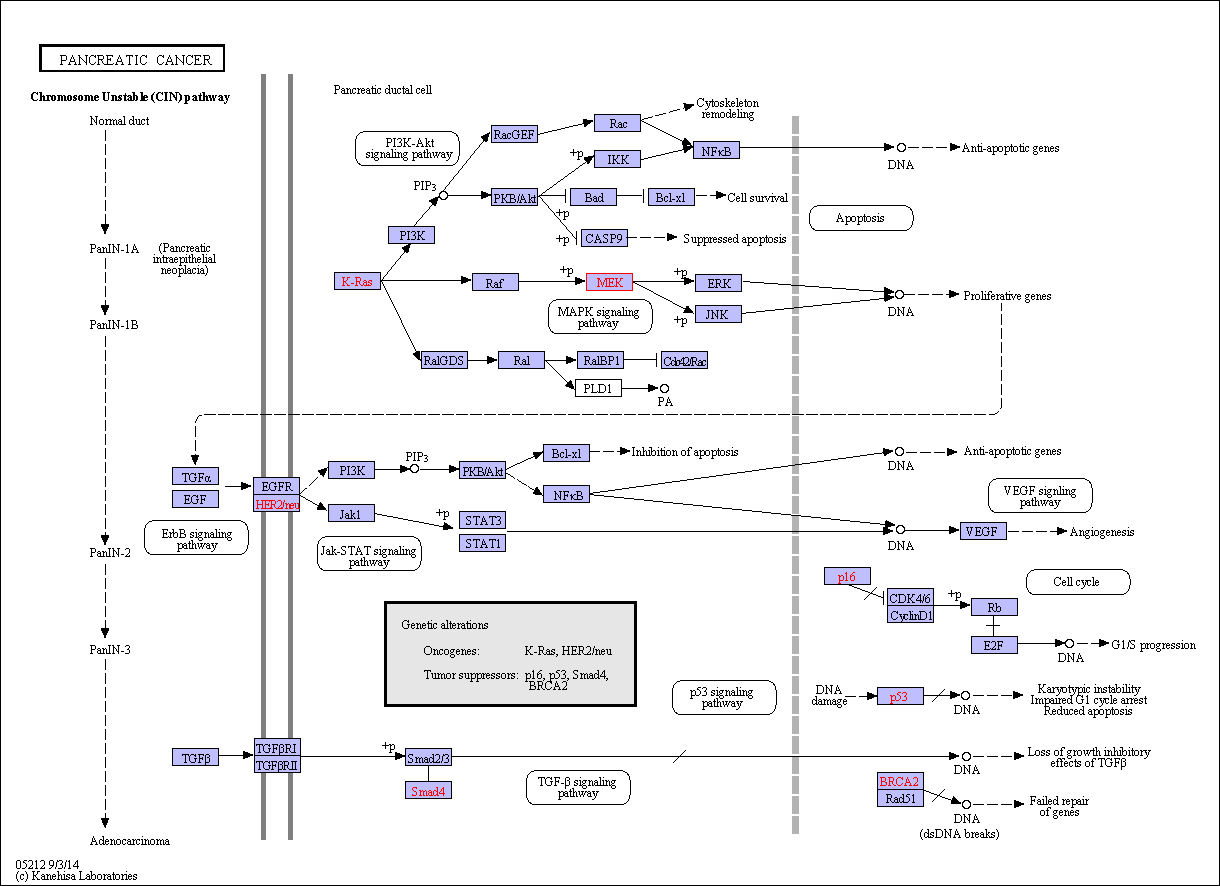 PANCREATIC CANCER
Chromosome Unstable (CIN) pathway
Normal duct
PanIN-1A
(Pancreatic
intraepithelial
neoplacia)
PanIN-1B
PanIN-2
PanIN-3
Adenocarcinoma
Pancreatic ductal cell
PI3K-Akt
signaling pathway
RacGEF
Rac
Cytoskeleton
remodeling
+p
IKK
NFκB
DNA
Anti-apoptotic genes
PIP3
PKB/Akt
Bad
Bcl-xl
Cell survival
+p
Apoptosis
PI3K
+p
CASP9
Suppressed apoptosis
K-Ras
Raf
+p
MEK
+p
ERK
DNA
Proliferative genes
MAPK signaling
pathway
+p
JNK
RalGDS
Ral
RalBP1
Cdc42/Rac
PLD1
PA
TGFα
EGF
EGFR
HER2/neu
ErbB signaling
pathway
PI3K
PIP3
PKB/Akt
Bcl-xl
Inhibition of apoptosis
NFκB
DNA
Anti-apoptotic genes
VEGF signling
pathway
Jak1
+p
STAT3
STAT1
Jak-STAT signaling
pathway
DNA
VEGF
Angiogenesis
p16
CDK4/6
CyclinD1
+p
Rb
E2F
Cell cycle
DNA
G1/S progression
Genetic alterations
Oncogenes: K-Ras, HER2/neu
Tumor suppressors: p16, p53, Smad4,
BRCA2
p53 signaling
pathway
DNA
damage
p53
DNA
Karyotypic instability
Impaired G1 cycle arrest
Reduced apoptosis
TGFβ
TGFβRI
TGFβRII
+p
Smad2/3
Smad4
TGF-β signaling
pathway
DNA
Loss of growth inhibitory
effects of TGFβ
BRCA2
Rad51
DNA
(dsDNA breaks)
Failed repair
of genes
05212 9/3/14
(c) Kanehisa Laboratories